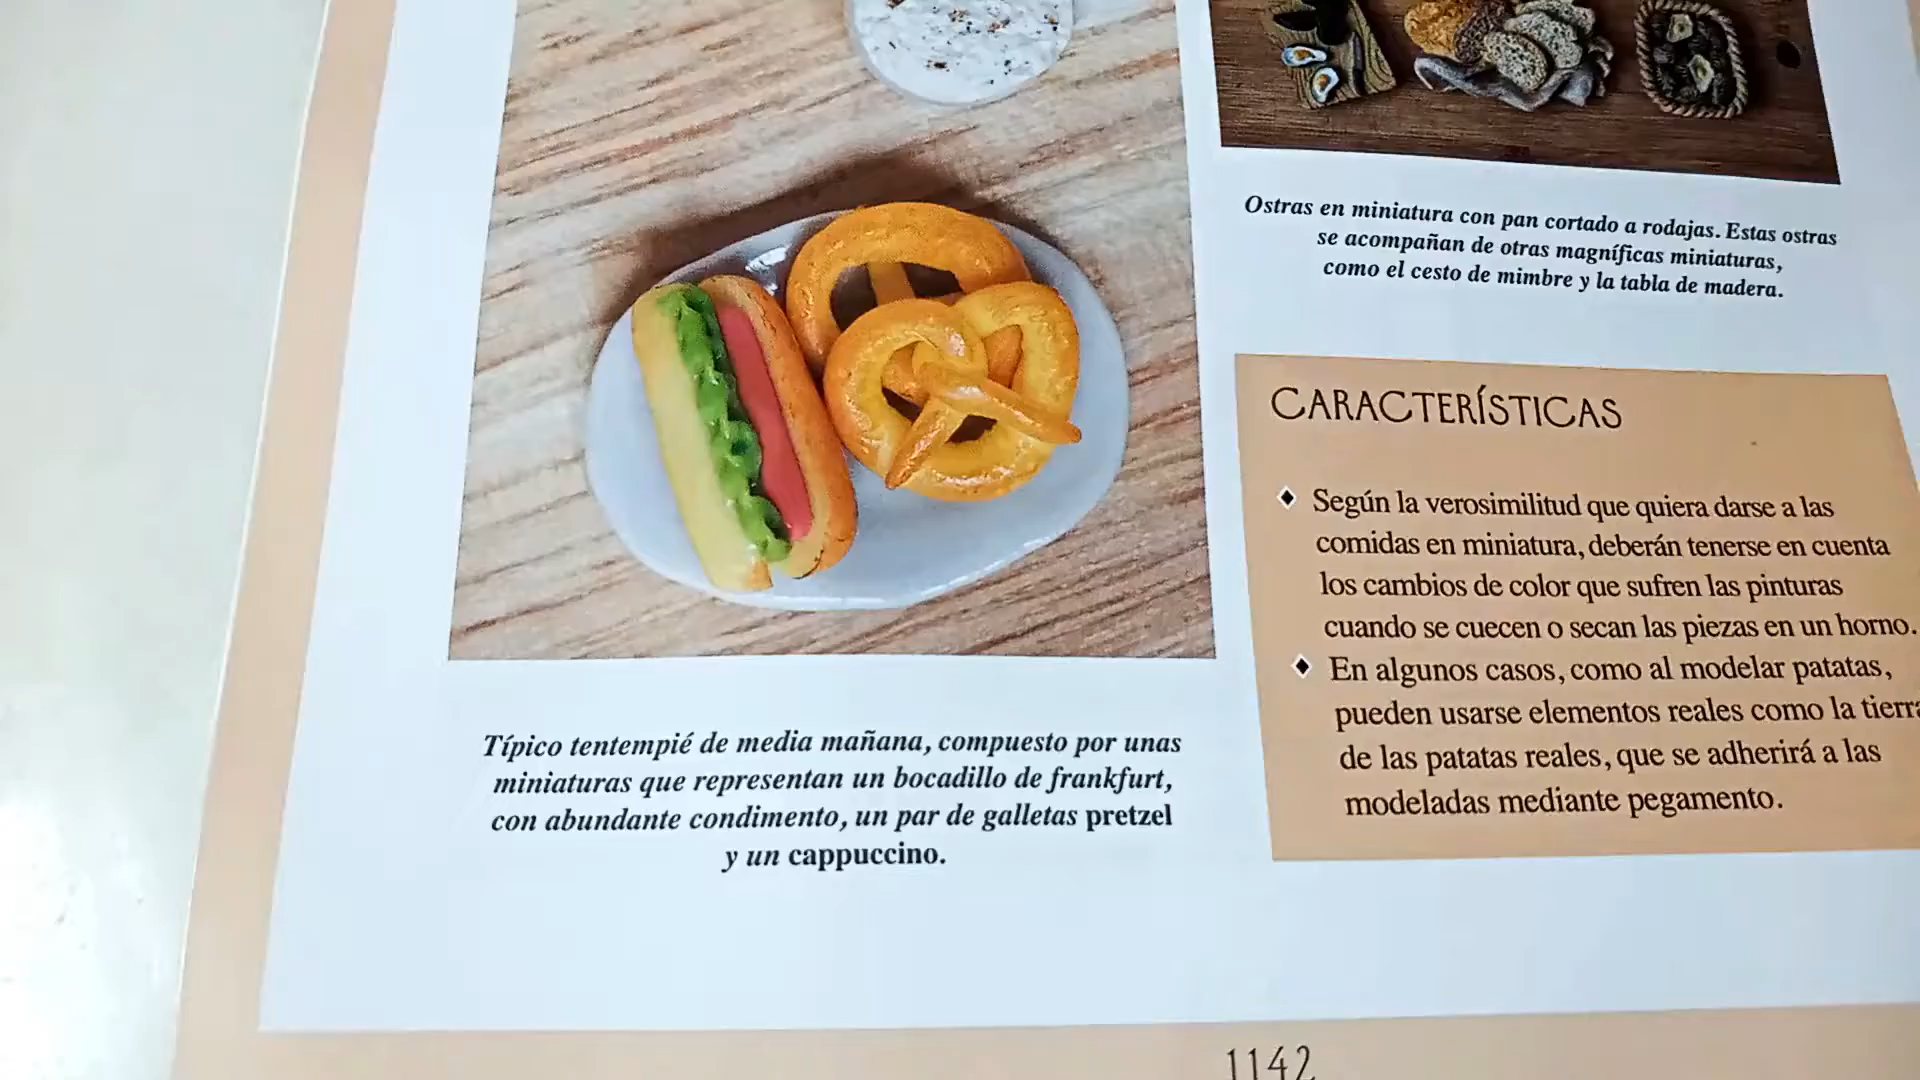 Típico tentempié de media mañana, compuesto por unas
miniaturas que representan un bocadillo de frankfurt,
con abundante condimento, un par de galletas pretzel
y un cappuccino.
Ostras en miniatura con pan cortado a rodajas. Estas ostras
se acompañan de otras magníficas miniaturas,
como el cesto de mimbre y la tabla de madera.
CARACTERÍSTICAS
Según la verosimilitud que quiera darse a las
comidas en miniatura, deberán tenerse en cuenta
los cambios de color que sufren las pinturas
cuando se cuecen o secan las piezas en un horno.
En algunos casos, como al modelar patatas,
pueden usarse elementos reales como la tierra
de las patatas reales, que se adherirá a las
modeladas mediante pegamento.
1142